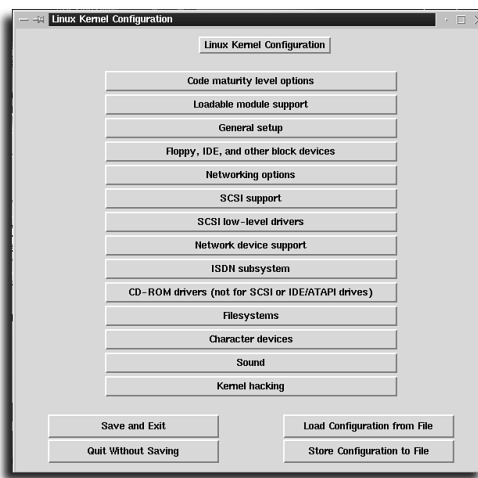 Linux Kernel Configuration
Linux Kernel Configuration
Code maturity level options
Loadable module support
General setup
Floppy, IDE, and other block devices
Networking options
SCSI support
SCSI low-level drivers
Network device support
ISDN subsystem
CD-ROM drivers (not for SCSI or IDE/ATAPI drives)
Filesystems
Character devices
Sound
Kernel hacking
Save and Exit
Load Configuration from File
Quit Without Saving
Store Configuration to File